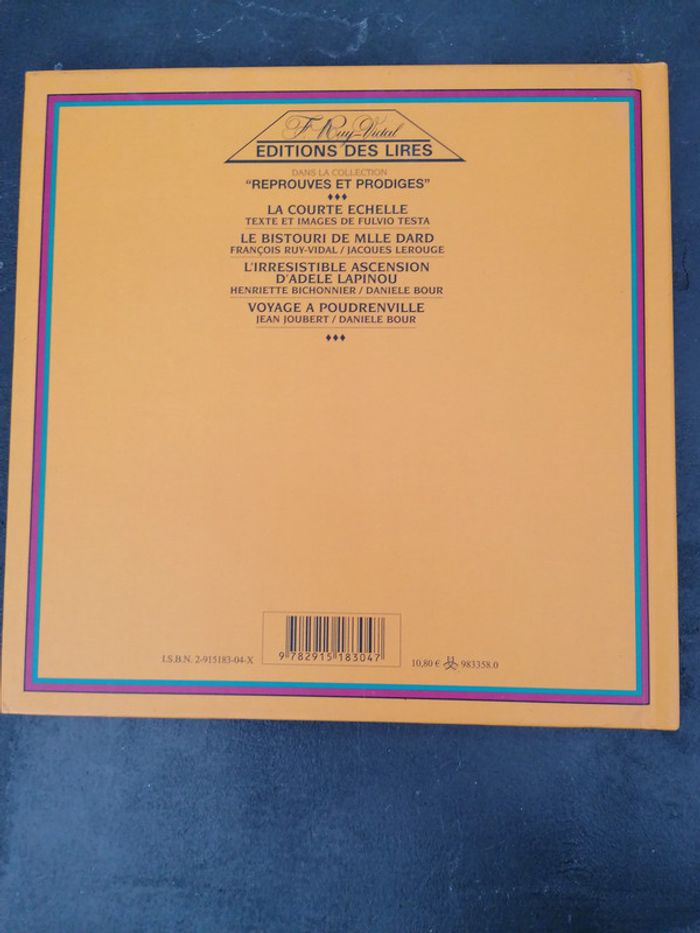 F. Ruy-Vidal
EDITIONS DES LIRES
DANS LA COLLECTION
"REPROUVES ET PRODIGES"
LA COURTE ECHELLE
TEXTE ET IMAGES DE FULVIO TESTA
LE BISTOURI DE MLLE DARD
FRANÇOIS RUY-VIDAL / JACQUES LEROUGE
L'IRRESISTIBLE ASCENSION
D'ADELE LAPINOU
HENRIETTE BICHONNIER / DANIELE BOUR
VOYAGE A POUDRENVILLE
JEAN JOUBERT / DANIELE BOUR
I.S.B.N. 2-915183-04-X
9 782915 183047
10,80 € 983358.0